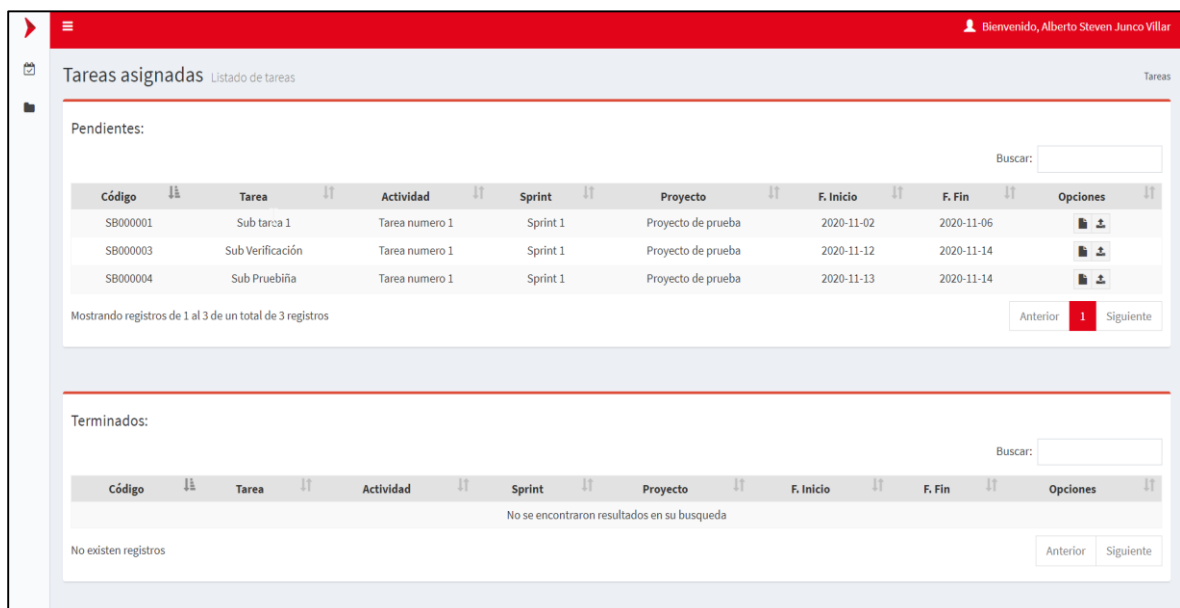 Bienvenido, Alberto Steven Junco Villar
Tareas asignadas Listado de tareas Tareas
Pendientes:
Buscar:
Código Tarea Actividad Sprint Proyecto F. Inicio F. Fin Opciones
SB000001 Sub tarea 1 Tarea numero 1 Sprint 1 Proyecto de prueba 2020-11-02 2020-11-06
SB000003 Sub Verificación Tarea numero 1 Sprint 1 Proyecto de prueba 2020-11-12 2020-11-14
SB000004 Sub Pruebiña Tarea numero 1 Sprint 1 Proyecto de prueba 2020-11-13 2020-11-14
Mostrando registros de 1 al 3 de un total de 3 registros Anterior 1 Siguiente
Terminados:
Buscar:
Código Tarea Actividad Sprint Proyecto F. Inicio F. Fin Opciones
No se encontraron resultados en su busqueda
No existen registros Anterior Siguiente